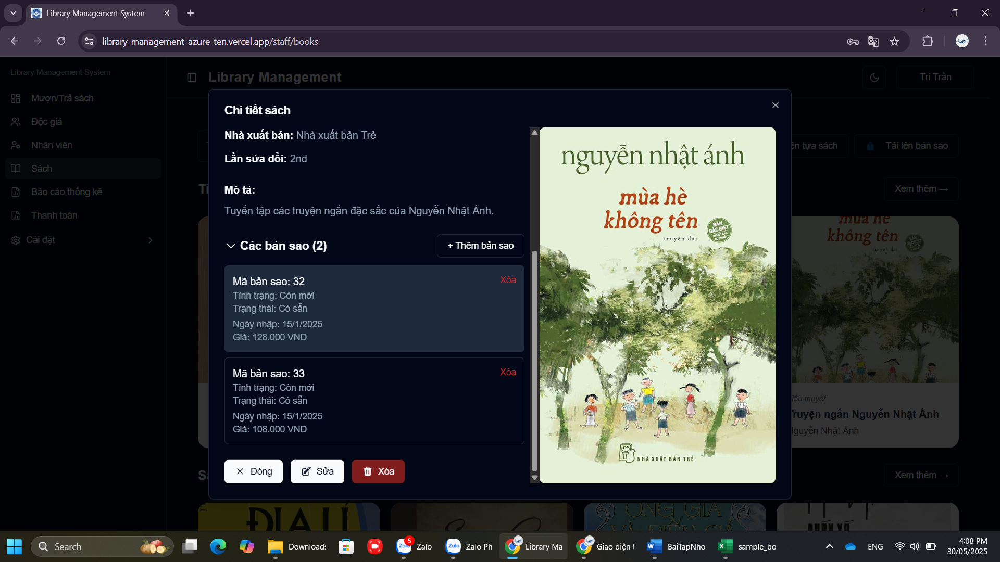 Library Management System
library-management-azure-ten.vercel.app/staff/books
Library Management System
Library Management
Trí Trần
Mượn/Trả sách
Độc giả
Nhân viên
Sách
Báo cáo thống kê
Thanh toán
Cài đặt
tựa sách
Tải lên bản sao
Xem thêm →
Chi tiết sách
Nhà xuất bản: Nhà xuất bản Trẻ
Lần sửa đổi: 2nd
Mô tả:
Tuyển tập các truyện ngắn đặc sắc của Nguyễn Nhật Ánh.
Các bản sao (2)
+ Thêm bản sao
Mã bản sao: 32
Xóa
Tình trạng: Còn mới
Trạng thái: Có sẵn
Ngày nhập: 15/1/2025
Giá: 128.000 VNĐ
Mã bản sao: 33
Xóa
Tình trạng: Còn mới
Trạng thái: Có sẵn
Ngày nhập: 15/1/2025
Giá: 108.000 VNĐ
Đóng
Sửa
Xóa
nguyễn nhật ánh
mùa hè
không tên
truyện dài
BẢN
ĐẶC BIỆT
IN MỘT LẦN
DUY NHẤT
NHÀ XUẤT BẢN TRẺ
mùa hè
không tên
truyện dài
thuyết
Truyện ngắn Nguyễn Nhật Ánh
Nguyễn Nhật Ánh
Xem thêm →
ĐỊA LÍ
ÔNG GIÀ
VÀ BIỂN CẢ
Search
Downloads
5
Zalo
Zalo
Zalo
Zalo Ph
Library Ma
Giao diện
BaiTapNho
sample_bo
ENG
4:08 PM
30/05/2025